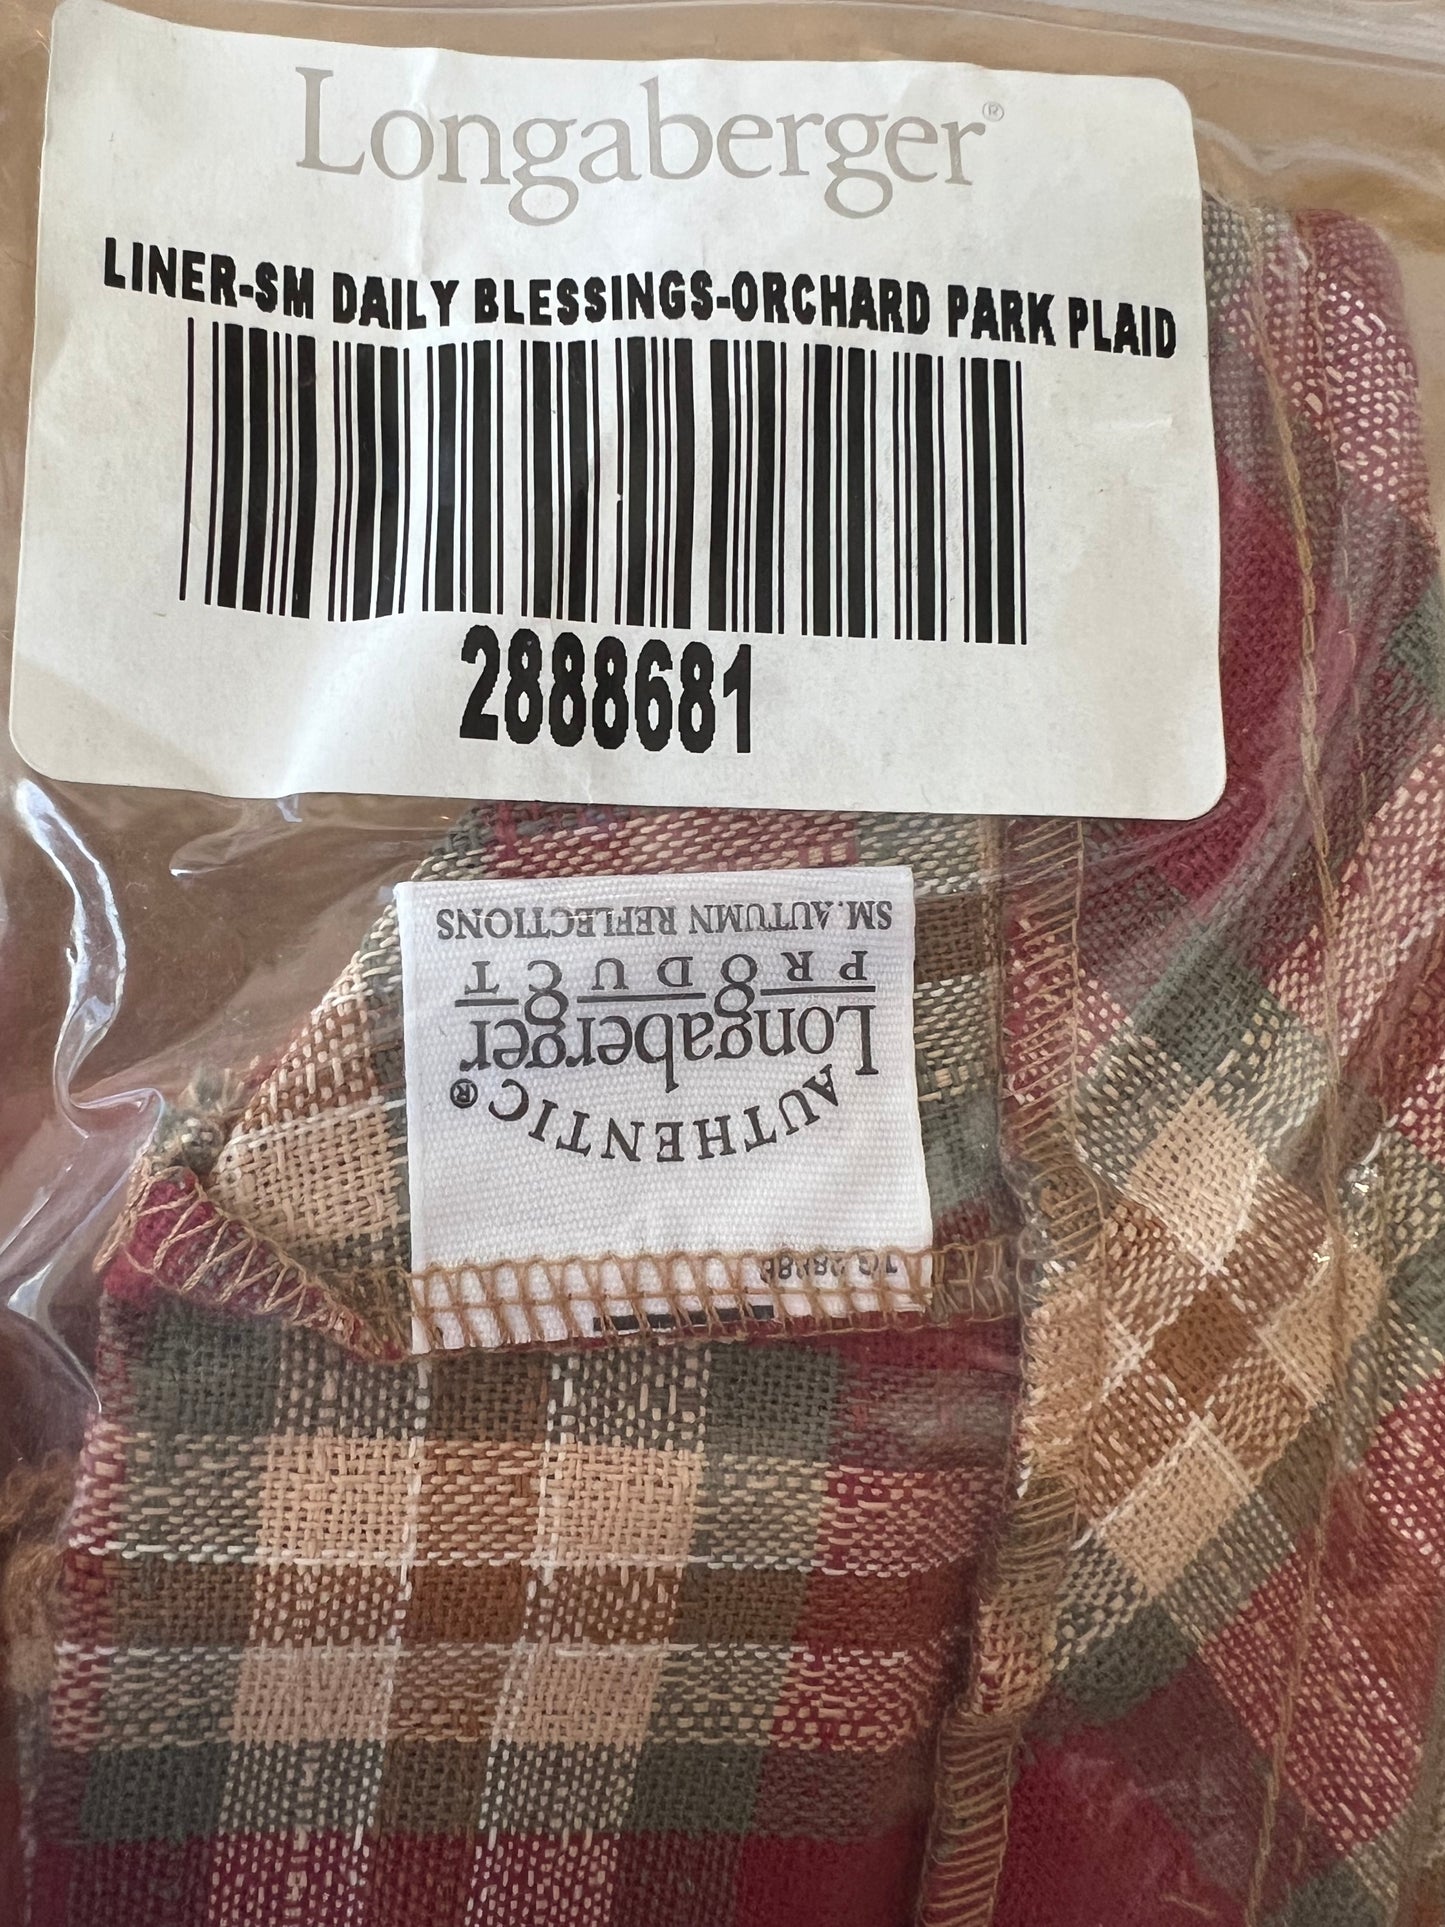 Longaberger®
LINER-SM DAILY BLESSINGS-ORCHARD PARK PLAID
2888681
AUTHENTIC®
Longaberger
PRODUCT
SM. AUTUMN REFLECTIONS